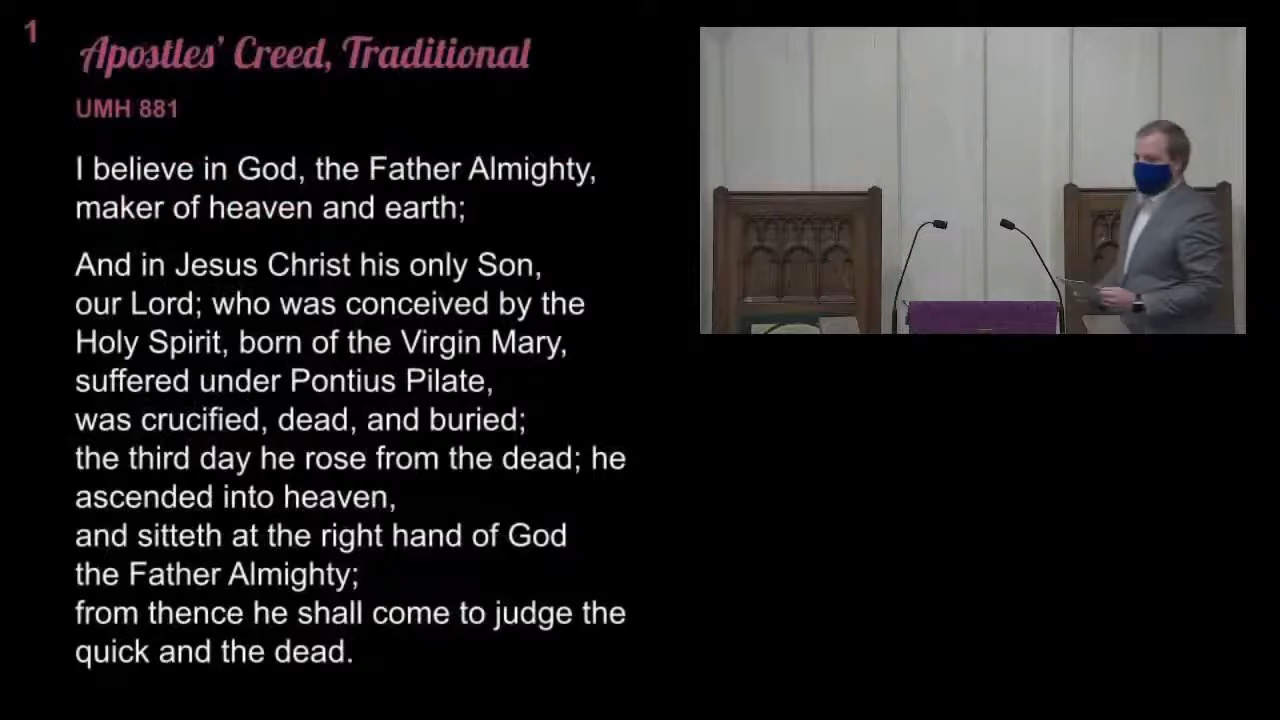 1
Apostles' Creed, Traditional
UMH 881
I believe in God, the Father Almighty,
maker of heaven and earth;
And in Jesus Christ his only Son,
our Lord; who was conceived by the
Holy Spirit, born of the Virgin Mary,
suffered under Pontius Pilate,
was crucified, dead, and buried;
the third day he rose from the dead; he
ascended into heaven,
and sitteth at the right hand of God
the Father Almighty;
from thence he shall come to judge the
quick and the dead.